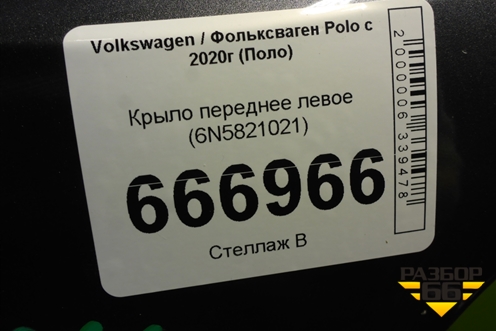 Volkswagen / Фольксваген Polo с
2020г (Поло)
Крыло переднее левое
(6N5821021)
666966
Стеллаж В
2000006339478
РАЗБОР
66